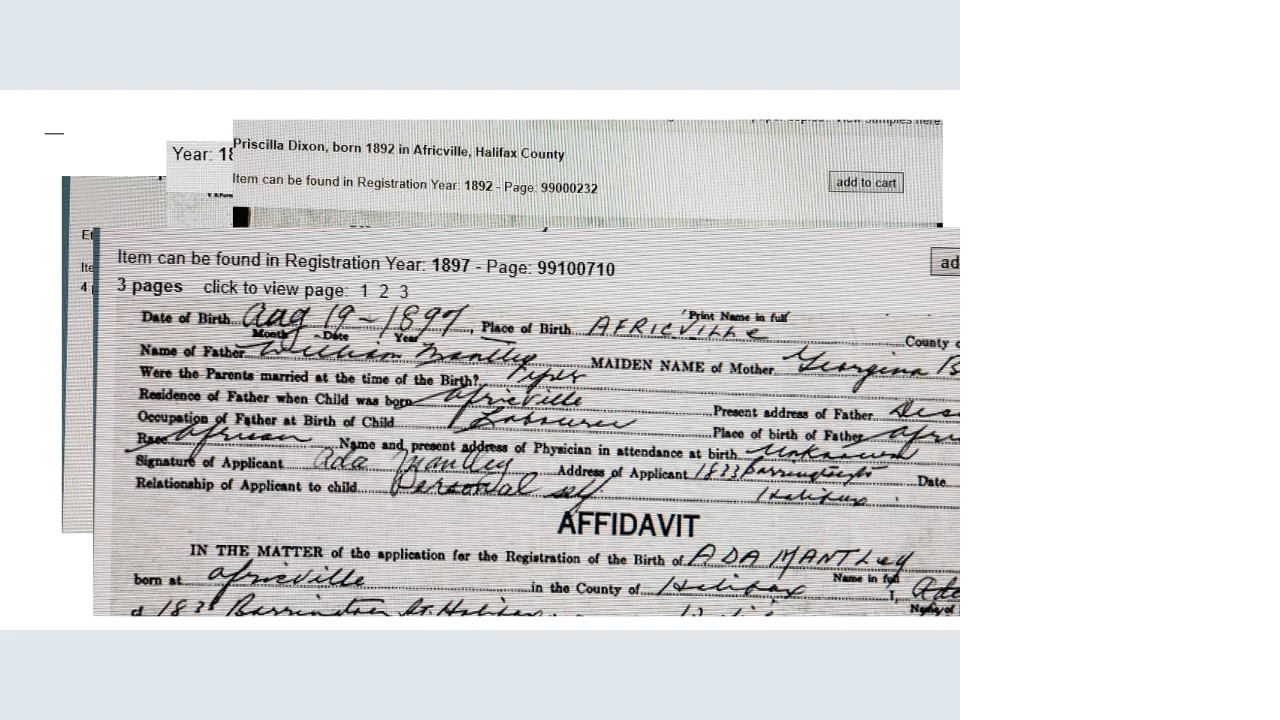 Priscilla Dixon, born 1892 in Africville, Halifax County
Year: 18
Item can be found in Registration Year: 1892 - Page: 99000232
add to cart
Et
Ite
4
Item can be found in Registration Year: 1897 - Page: 99100710
ad
3 pages click to view page: 1 2 3
Print Name in full
Date of Birth Aug 19-1897, Place of Birth AFRICVILLE County
Month Date Year
Name of Father William Mantley MAIDEN NAME of Mother Georgina B
Were the Parents married at the time of the Birth?
Residence of Father when Child was born Africville Present address of Father
Occupation of Father at Birth of Child Labourer Place of birth of Father Afri
Race African Name and present address of Physician in attendance at birth Unknown
Signature of Applicant Ada Mantley Address of Applicant 1833 Barrington St Date
Relationship of Applicant to child Personal self Halifax
AFFIDAVIT
IN THE MATTER of the application for the Registration of the Birth of ADA MANTLEY
Name in full
born at Africville in the County of Halifax I, Ada
Name of
Barrington St. Halifax